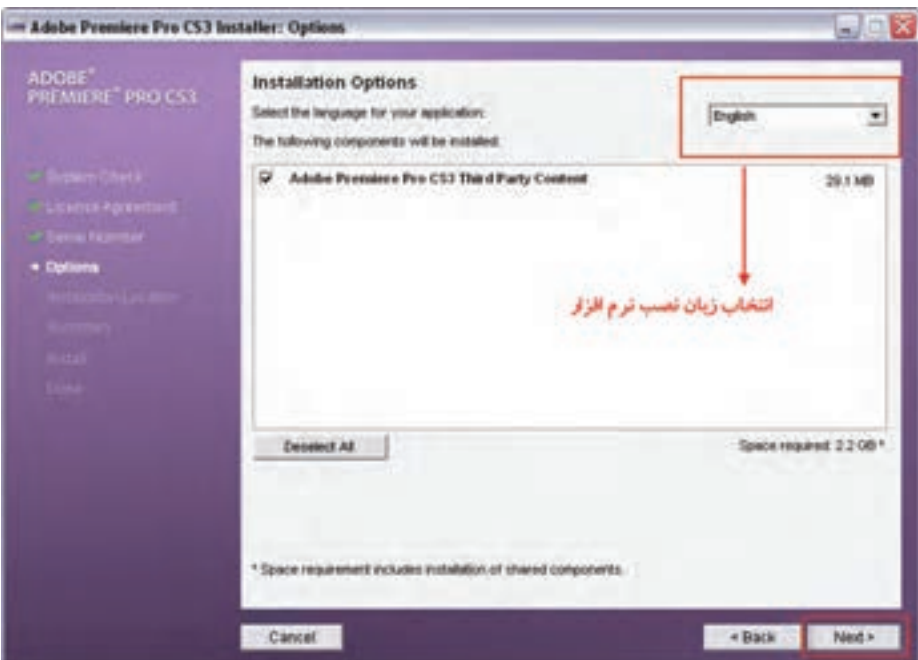 Adobe Premiere Pro CS3 Installer: Options
ADOBE®
PREMIERE® PRO CS3
System Check
License Agreement
Serial Number
Options
Installation Location
Summary
Install
Done
Installation Options
Select the language for your application:
English
The following components will be installed:
Adobe Premiere Pro CS3 Third Party Content 29.1 MB
انتخاب زبان نصب نرم افزار
Deselect All
Space required: 2.2 GB *
* Space requirement includes installation of shared components.
Cancel
< Back
Next >